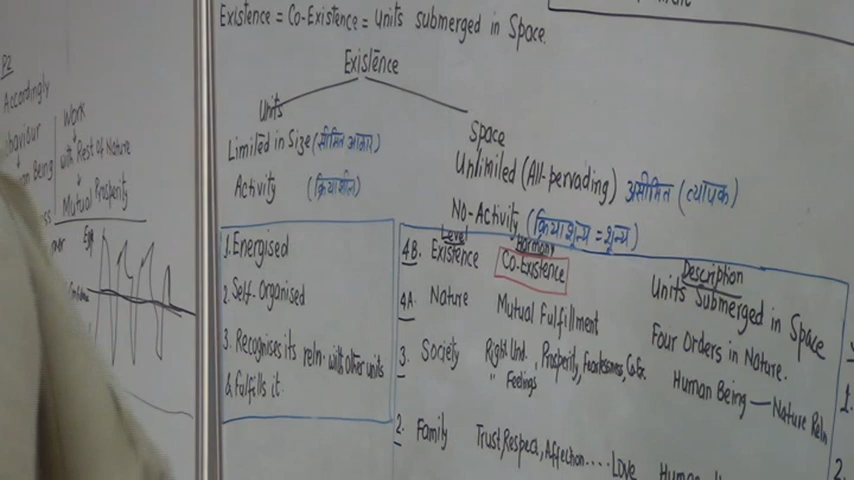 P2
Accordingly
Work
with Rest of Nature
Mutual Prosperity
Existence = Co-Existence = Units submerged in Space.
Existence
Units
Space
Limited in Size (सीमित आकार)
Unlimited (All-pervading) असीमित (व्यापक)
Activity (क्रियाशील)
No-Activity (क्रियाशून्य = शून्य)
1. Energised
2. Self-Organised
3. Recognises its reln. with other units
& fulfills it.
Level Harmony Description
4B. Existence Co-Existence Units Submerged in Space
4A. Nature Mutual Fulfillment Four Orders in Nature.
3. Society Right Und., Prosperity, Fearlessness, Co-Ex. Human Being — Nature Reln
" Feelings
2. Family Trust, Respect, Affection.... Love
1.
2.